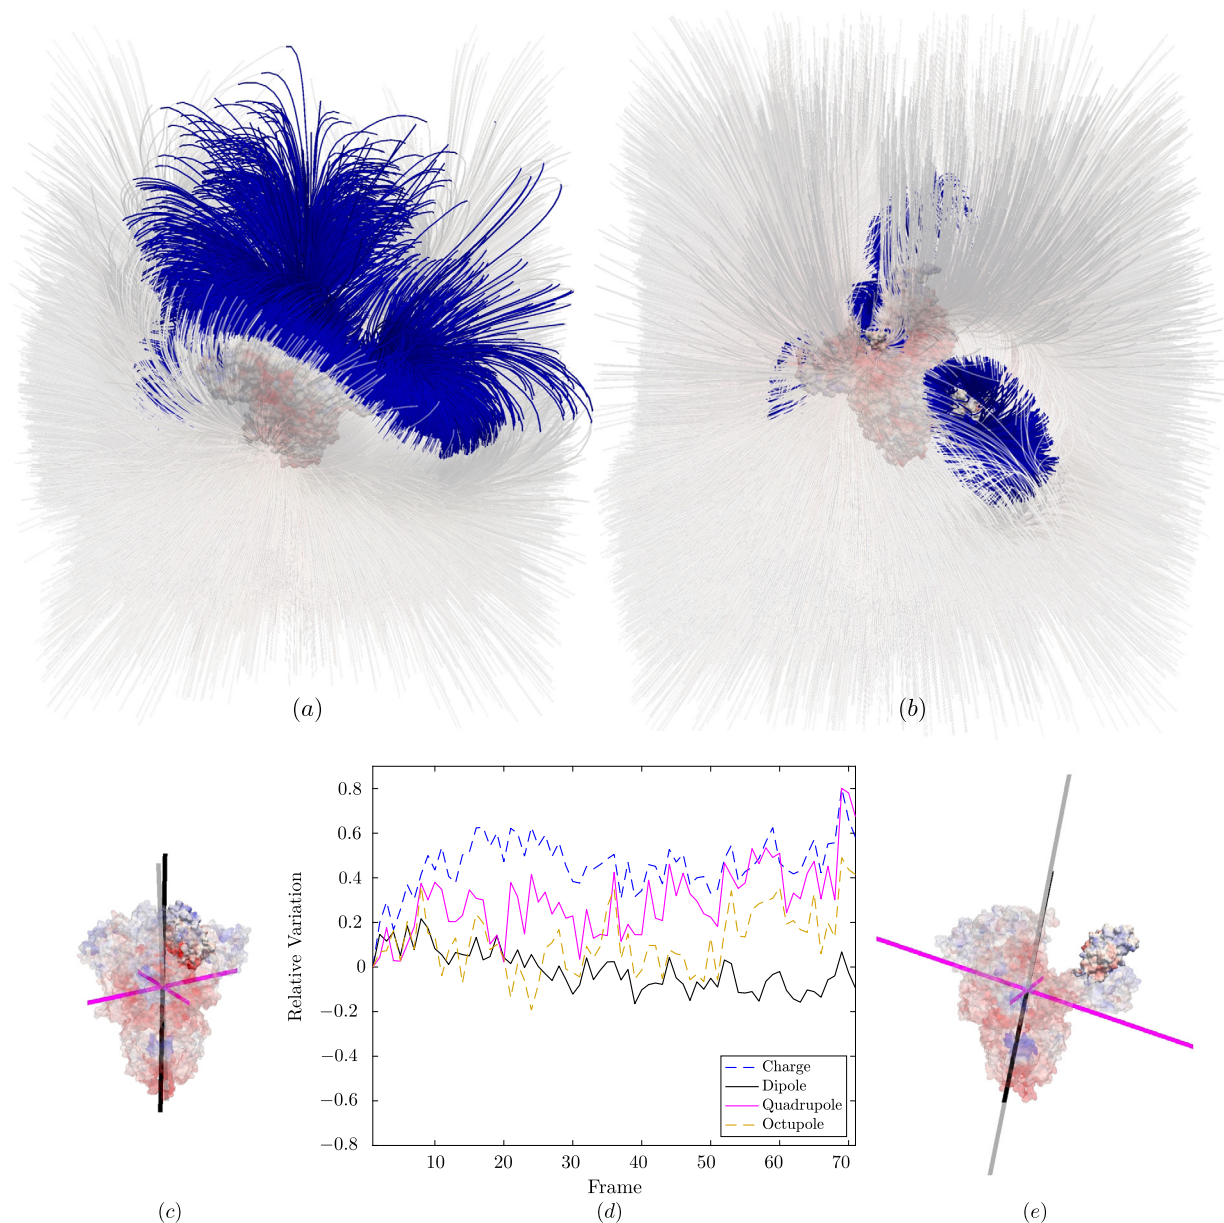 (a)
(b)
0.8
0.6
0.4
0.2
0
−0.2
−0.4
−0.6
−0.8
Relative Variation
Charge
Dipole
Quadrupole
Octupole
10 20 30 40 50 60 70
Frame
(c)
(d)
(e)